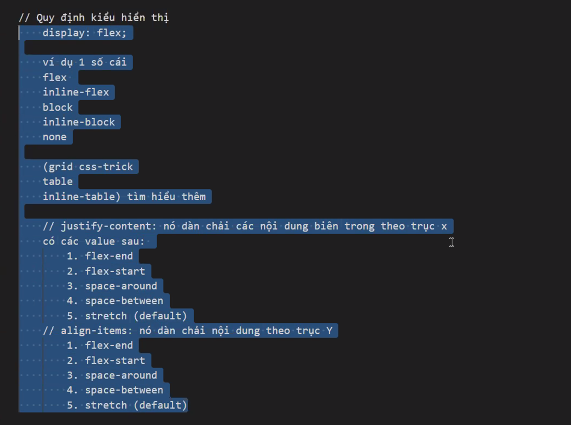 // Quy định kiểu hiển thị
display: flex;
ví dụ 1 số cái
flex
inline-flex
block
inline-block
none
(grid css-trick
table
inline-table) tìm hiểu thêm
// justify-content: nó dàn chải các nội dung biên trong theo trục x
có các value sau:
1. flex-end
2. flex-start
3. space-around
4. space-between
5. stretch (default)
// align-items: nó dàn chải nội dung theo trục Y
1. flex-end
2. flex-start
3. space-around
4. space-between
5. stretch (default)